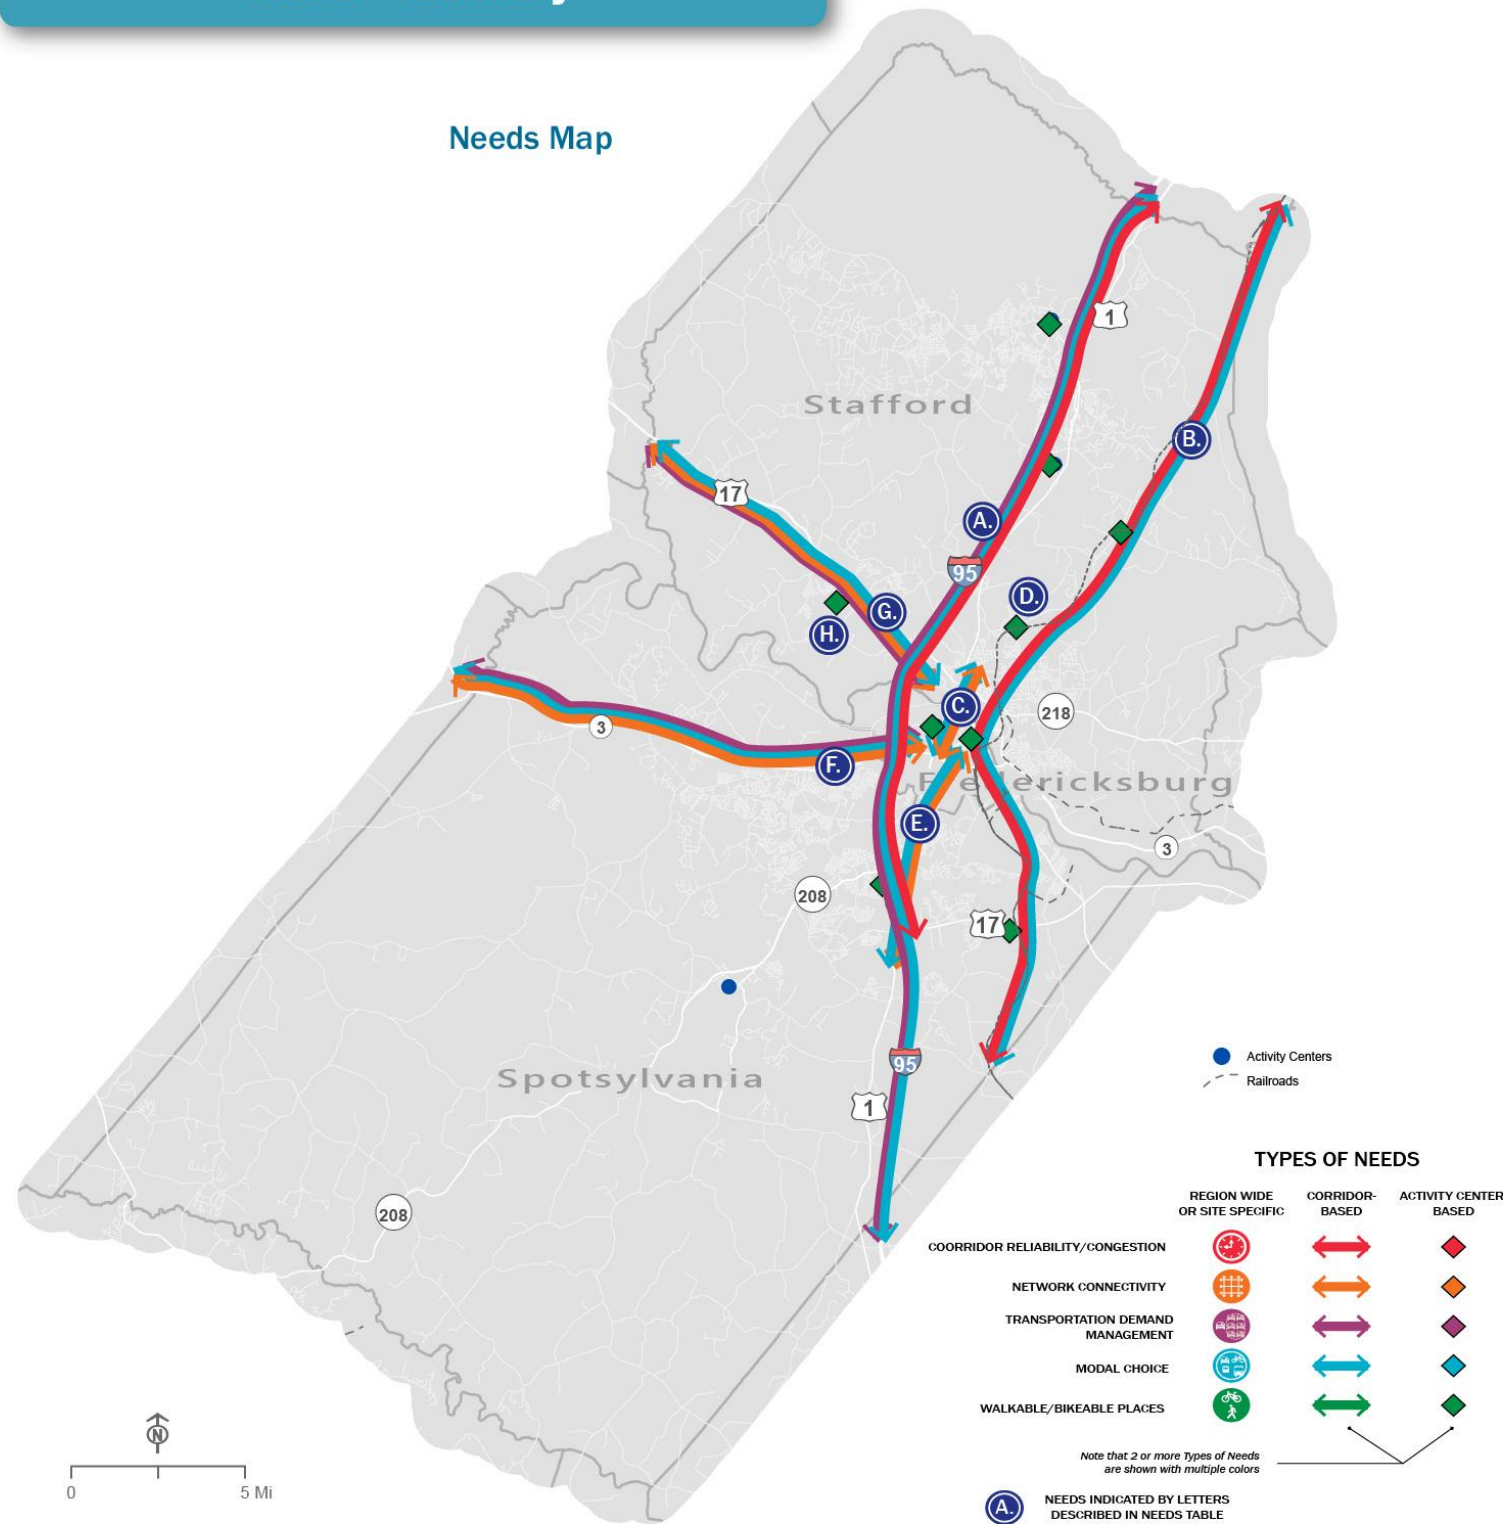 Needs Map
1
Stafford
B.
17
A.
95
D.
G.
H.
C.
218
3
F.
Fredericksburg
E.
3
208
17
95
Spotsylvania
1
208
Activity Centers
Railroads
TYPES OF NEEDS
REGION WIDE
OR SITE SPECIFIC
CORRIDOR-
BASED
ACTIVITY CENTER
BASED
COORRIDOR RELIABILITY/CONGESTION
NETWORK CONNECTIVITY
TRANSPORTATION DEMAND
MANAGEMENT
MODAL CHOICE
WALKABLE/BIKEABLE PLACES
Note that 2 or more Types of Needs
are shown with multiple colors
A.
NEEDS INDICATED BY LETTERS
DESCRIBED IN NEEDS TABLE
N
0 5 Mi